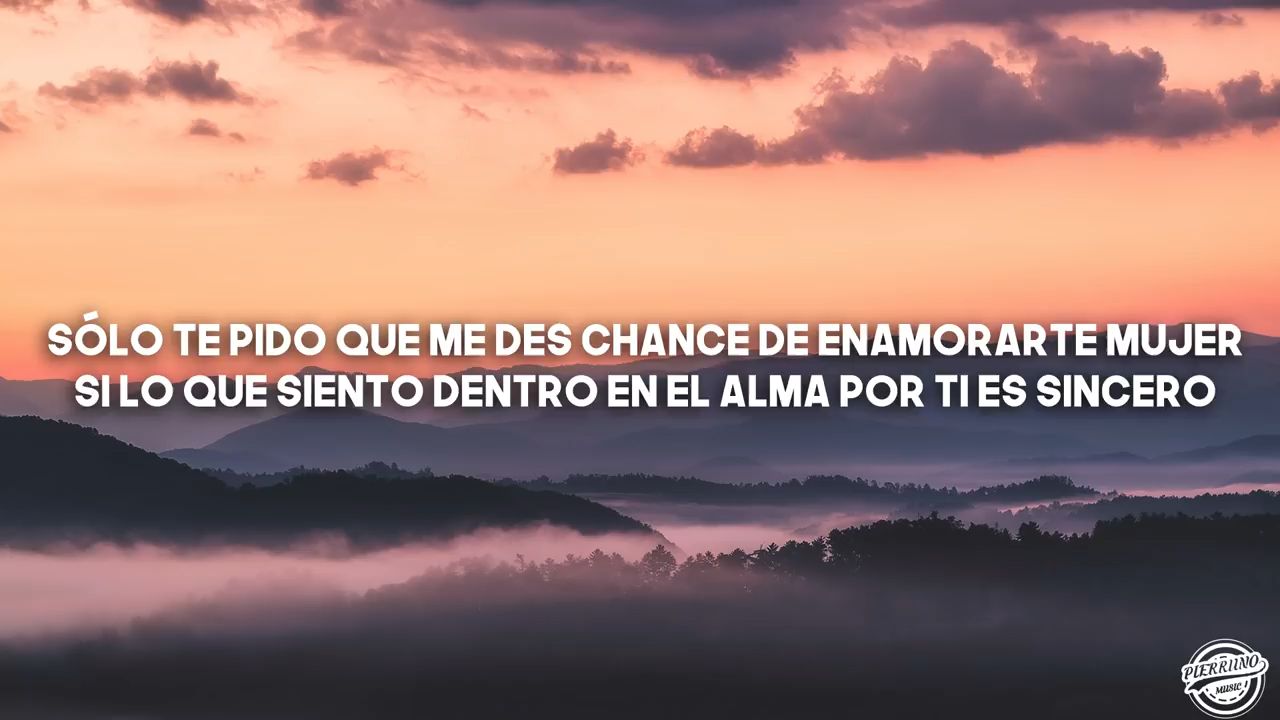 SÓLO TE PIDO QUE ME DES CHANCE DE ENAMORARTE MUJER
SI LO QUE SIENTO DENTRO EN EL ALMA POR TI ES SINCERO
PIERRIINO
MUSIC